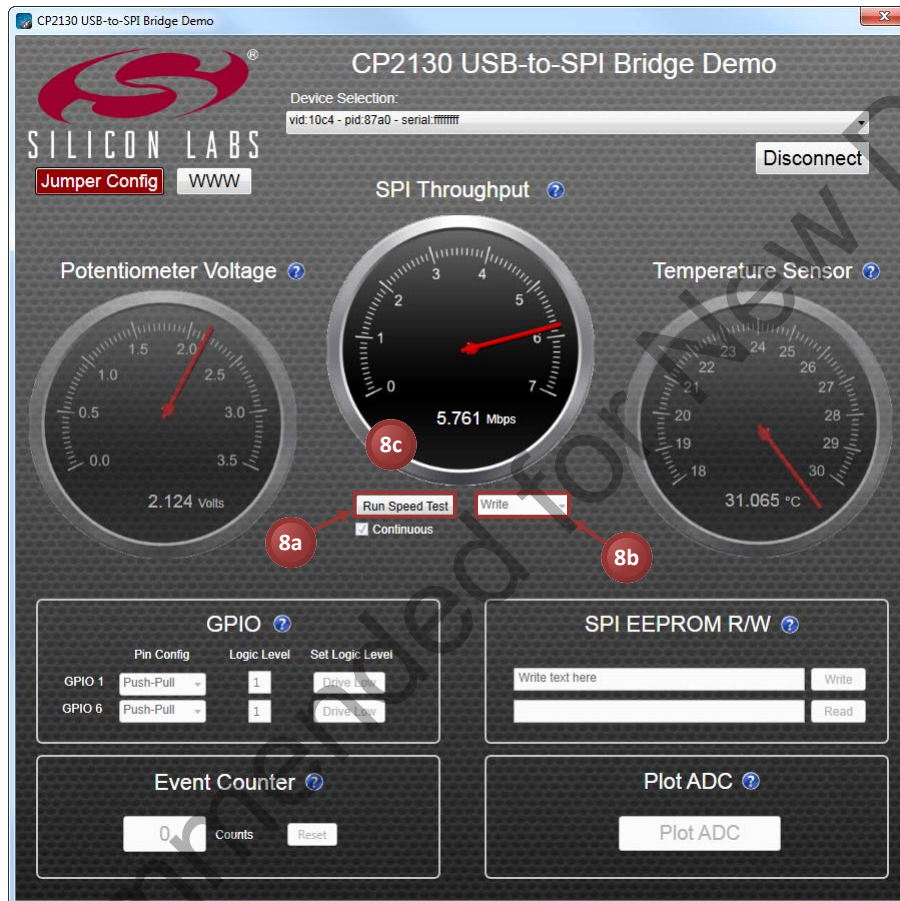 CP2130 USB-to-SPI Bridge Demo
x
®
SILICON LABS
CP2130 USB-to-SPI Bridge Demo
Device Selection:
vid:10c4 - pid:87a0 - serial:ffffffff
Disconnect
Jumper Config WWW
SPI Throughput ?
0 1 2 3 4 5 6 7
5.761 Mbps
Potentiometer Voltage ?
0.0 0.5 1.0 1.5 2.0 2.5 3.0 3.5
2.124 Volts
Temperature Sensor ?
18 19 20 21 22 23 24 25 26 27 28 29 30
31.065 °C
8c
Run Speed Test Write
Continuous
8a
8b
GPIO ?
Pin Config Logic Level Set Logic Level
GPIO 1 Push-Pull 1 Drive Low
GPIO 6 Push-Pull 1 Drive Low
SPI EEPROM R/W ?
Write text here Write
Read
Event Counter ?
0 Counts Reset
Plot ADC ?
Plot ADC
mmended for New